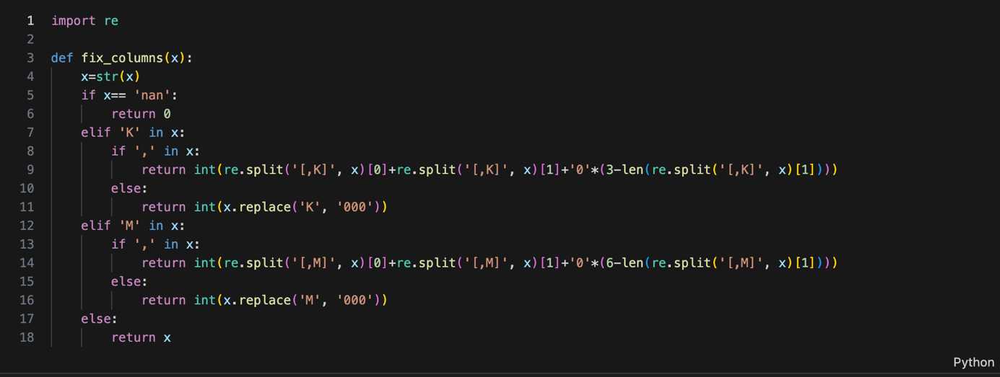 1 import re
2
3 def fix_columns(x):
4     x=str(x)
5     if x== 'nan':
6         return 0
7     elif 'K' in x:
8         if ',' in x:
9             return int(re.split('[,K]', x)[0]+re.split('[,K]', x)[1]+'0'*(3-len(re.split('[,K]', x)[1])))
10         else:
11             return int(x.replace('K', '000'))
12     elif 'M' in x:
13         if ',' in x:
14             return int(re.split('[,M]', x)[0]+re.split('[,M]', x)[1]+'0'*(6-len(re.split('[,M]', x)[1])))
15         else:
16             return int(x.replace('M', '000'))
17     else:
18         return x
Python